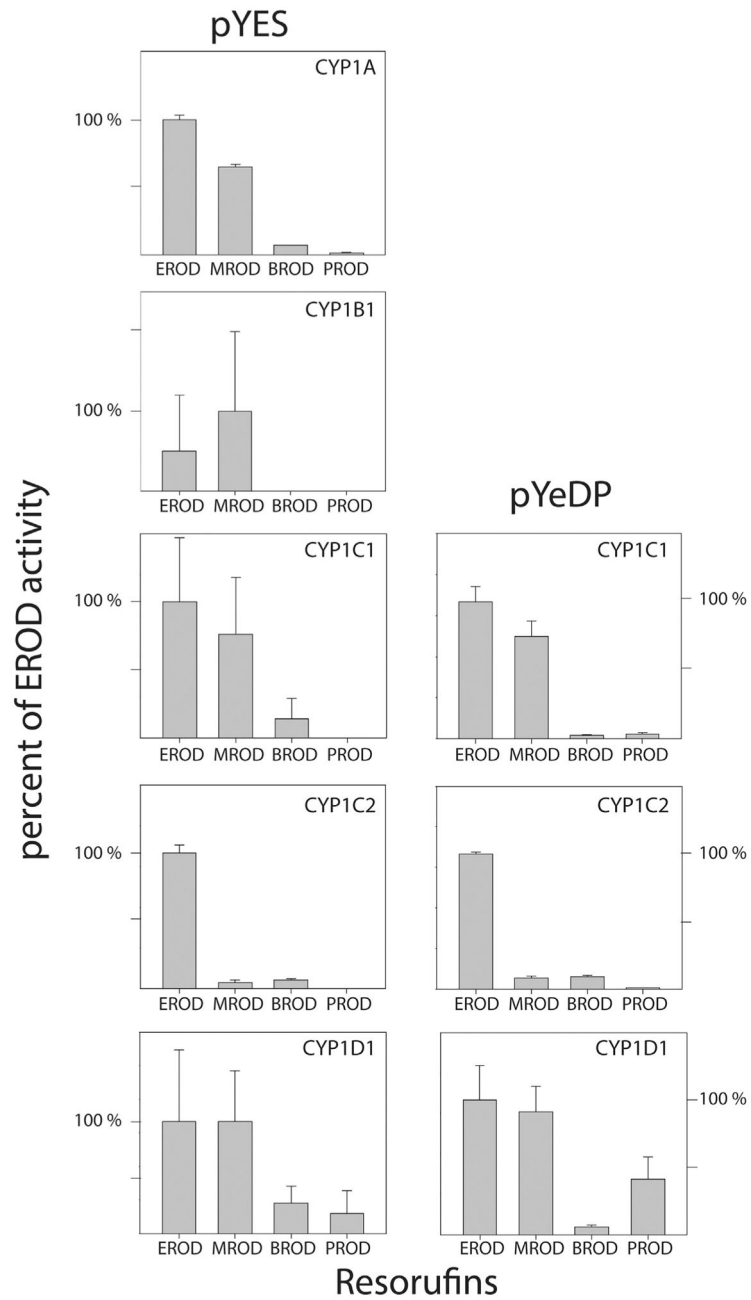 pYES
CYP1A
100 %
EROD MROD BROD PROD
CYP1B1
100 %
EROD MROD BROD PROD
pYeDP
CYP1C1
100 %
EROD MROD BROD PROD
CYP1C1
100 %
EROD MROD BROD PROD
CYP1C2
100 %
EROD MROD BROD PROD
CYP1C2
100 %
EROD MROD BROD PROD
CYP1D1
100 %
EROD MROD BROD PROD
CYP1D1
100 %
EROD MROD BROD PROD
percent of EROD activity
Resorufins